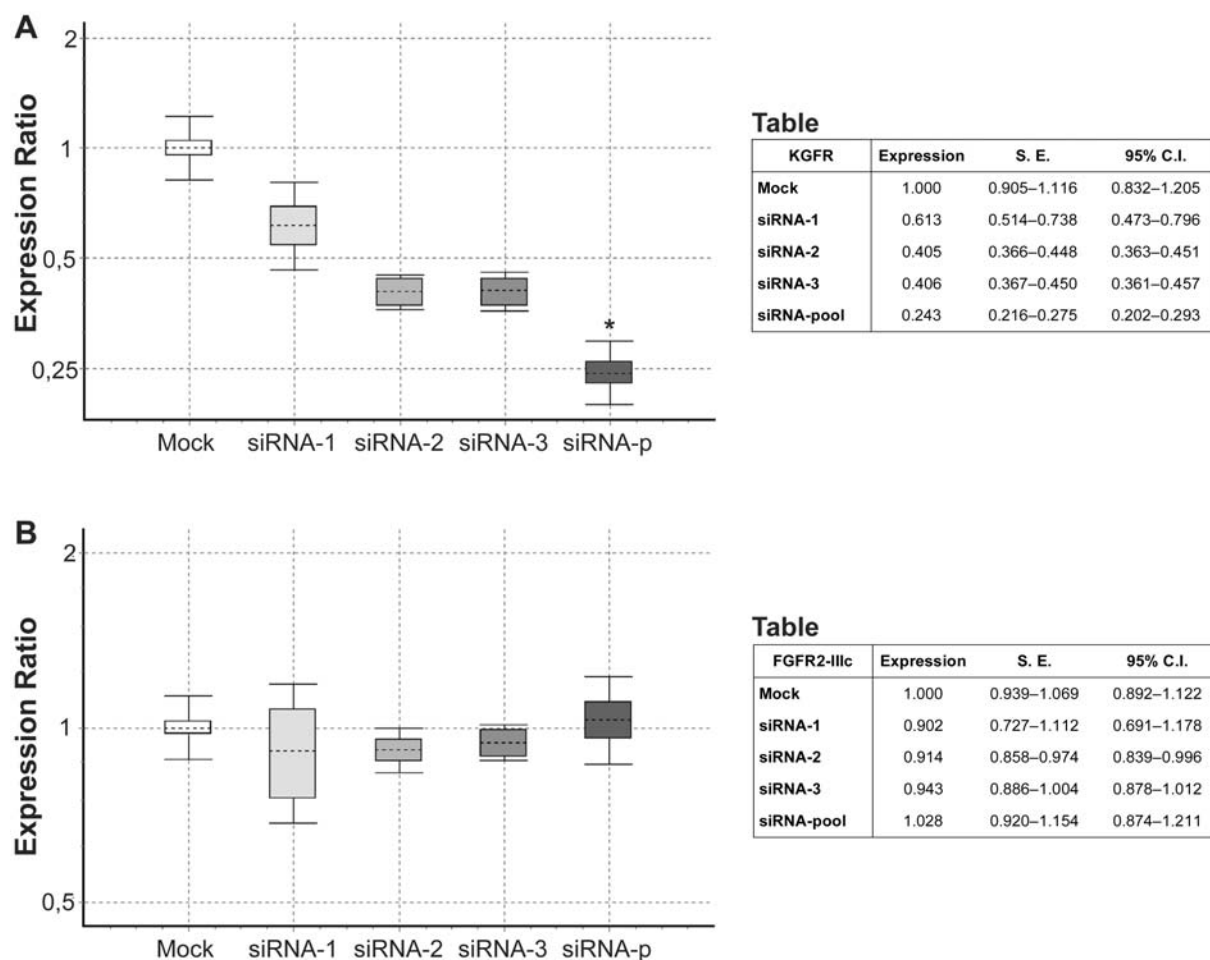 A
Expression Ratio
2
1
0,5
0,25
*
Mock siRNA-1 siRNA-2 siRNA-3 siRNA-p
Table
KGFR Expression S. E. 95% C.I.
Mock 1.000 0.905–1.116 0.832–1.205
siRNA-1 0.613 0.514–0.738 0.473–0.796
siRNA-2 0.405 0.366–0.448 0.363–0.451
siRNA-3 0.406 0.367–0.450 0.361–0.457
siRNA-pool 0.243 0.216–0.275 0.202–0.293
B
Expression Ratio
2
1
0,5
Mock siRNA-1 siRNA-2 siRNA-3 siRNA-p
Table
FGFR2-IIIc Expression S. E. 95% C.I.
Mock 1.000 0.939–1.069 0.892–1.122
siRNA-1 0.902 0.727–1.112 0.691–1.178
siRNA-2 0.914 0.858–0.974 0.839–0.996
siRNA-3 0.943 0.886–1.004 0.878–1.012
siRNA-pool 1.028 0.920–1.154 0.874–1.211